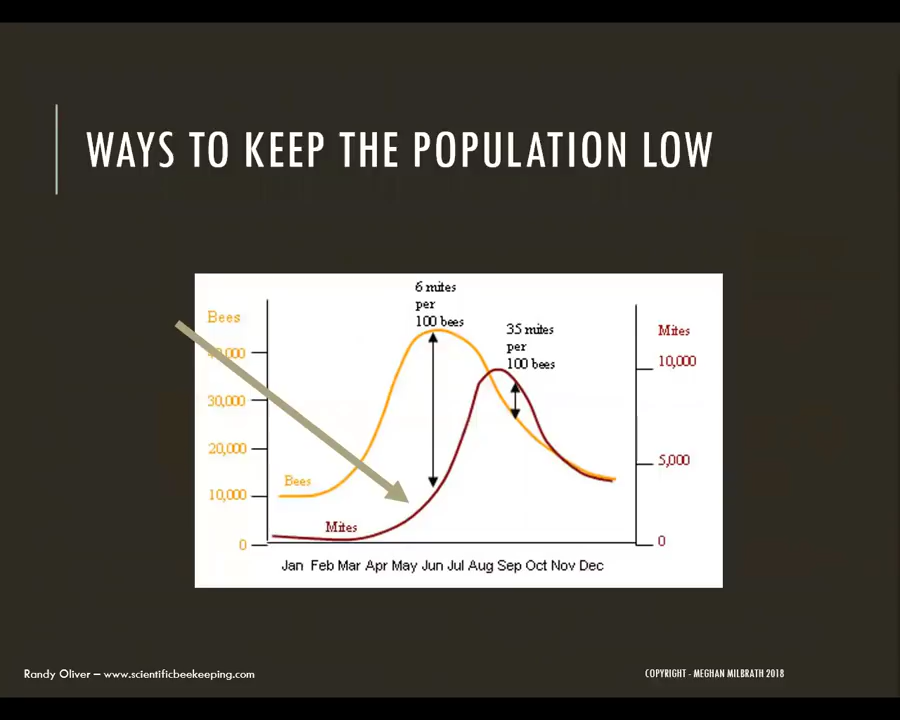 WAYS TO KEEP THE POPULATION LOW
6 mites
per
100 bees
Bees
35 mites
per
100 bees
Mites
40,000
10,000
30,000
20,000
5,000
Bees
10,000
Mites
0
0
Jan Feb Mar Apr May Jun Jul Aug Sep Oct Nov Dec
Randy Oliver – www.scientificbeekeeping.com
COPYRIGHT - MEGHAN MILBRATH 2018